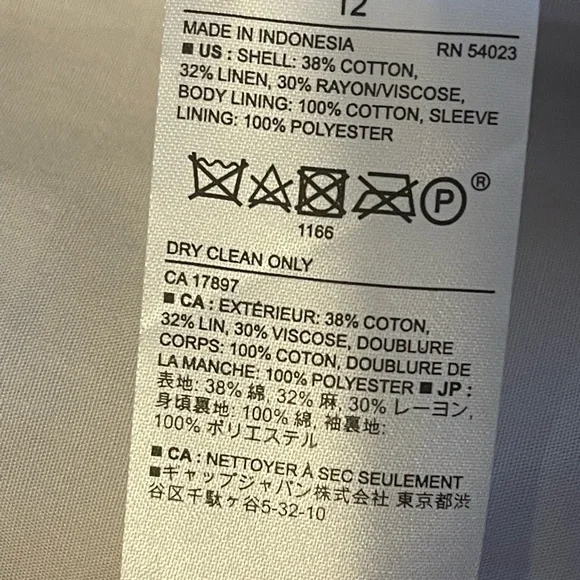 12
MADE IN INDONESIA RN 54023
■ US : SHELL: 38% COTTON,
32% LINEN, 30% RAYON/VISCOSE,
BODY LINING: 100% COTTON, SLEEVE
LINING: 100% POLYESTER
P ®
1166
DRY CLEAN ONLY
CA 17897
■ CA : EXTÉRIEUR: 38% COTON,
32% LIN, 30% VISCOSE, DOUBLURE
CORPS: 100% COTON, DOUBLURE DE
LA MANCHE: 100% POLYESTER ■ JP :
表地: 38% 綿, 32% 麻, 30% レーヨン,
身頃裏地: 100% 綿, 袖裏地:
100% ポリエステル
■ CA : NETTOYER À SEC SEULEMENT
■ギャップジャパン株式会社 東京都渋
谷区千駄ヶ谷5-32-10